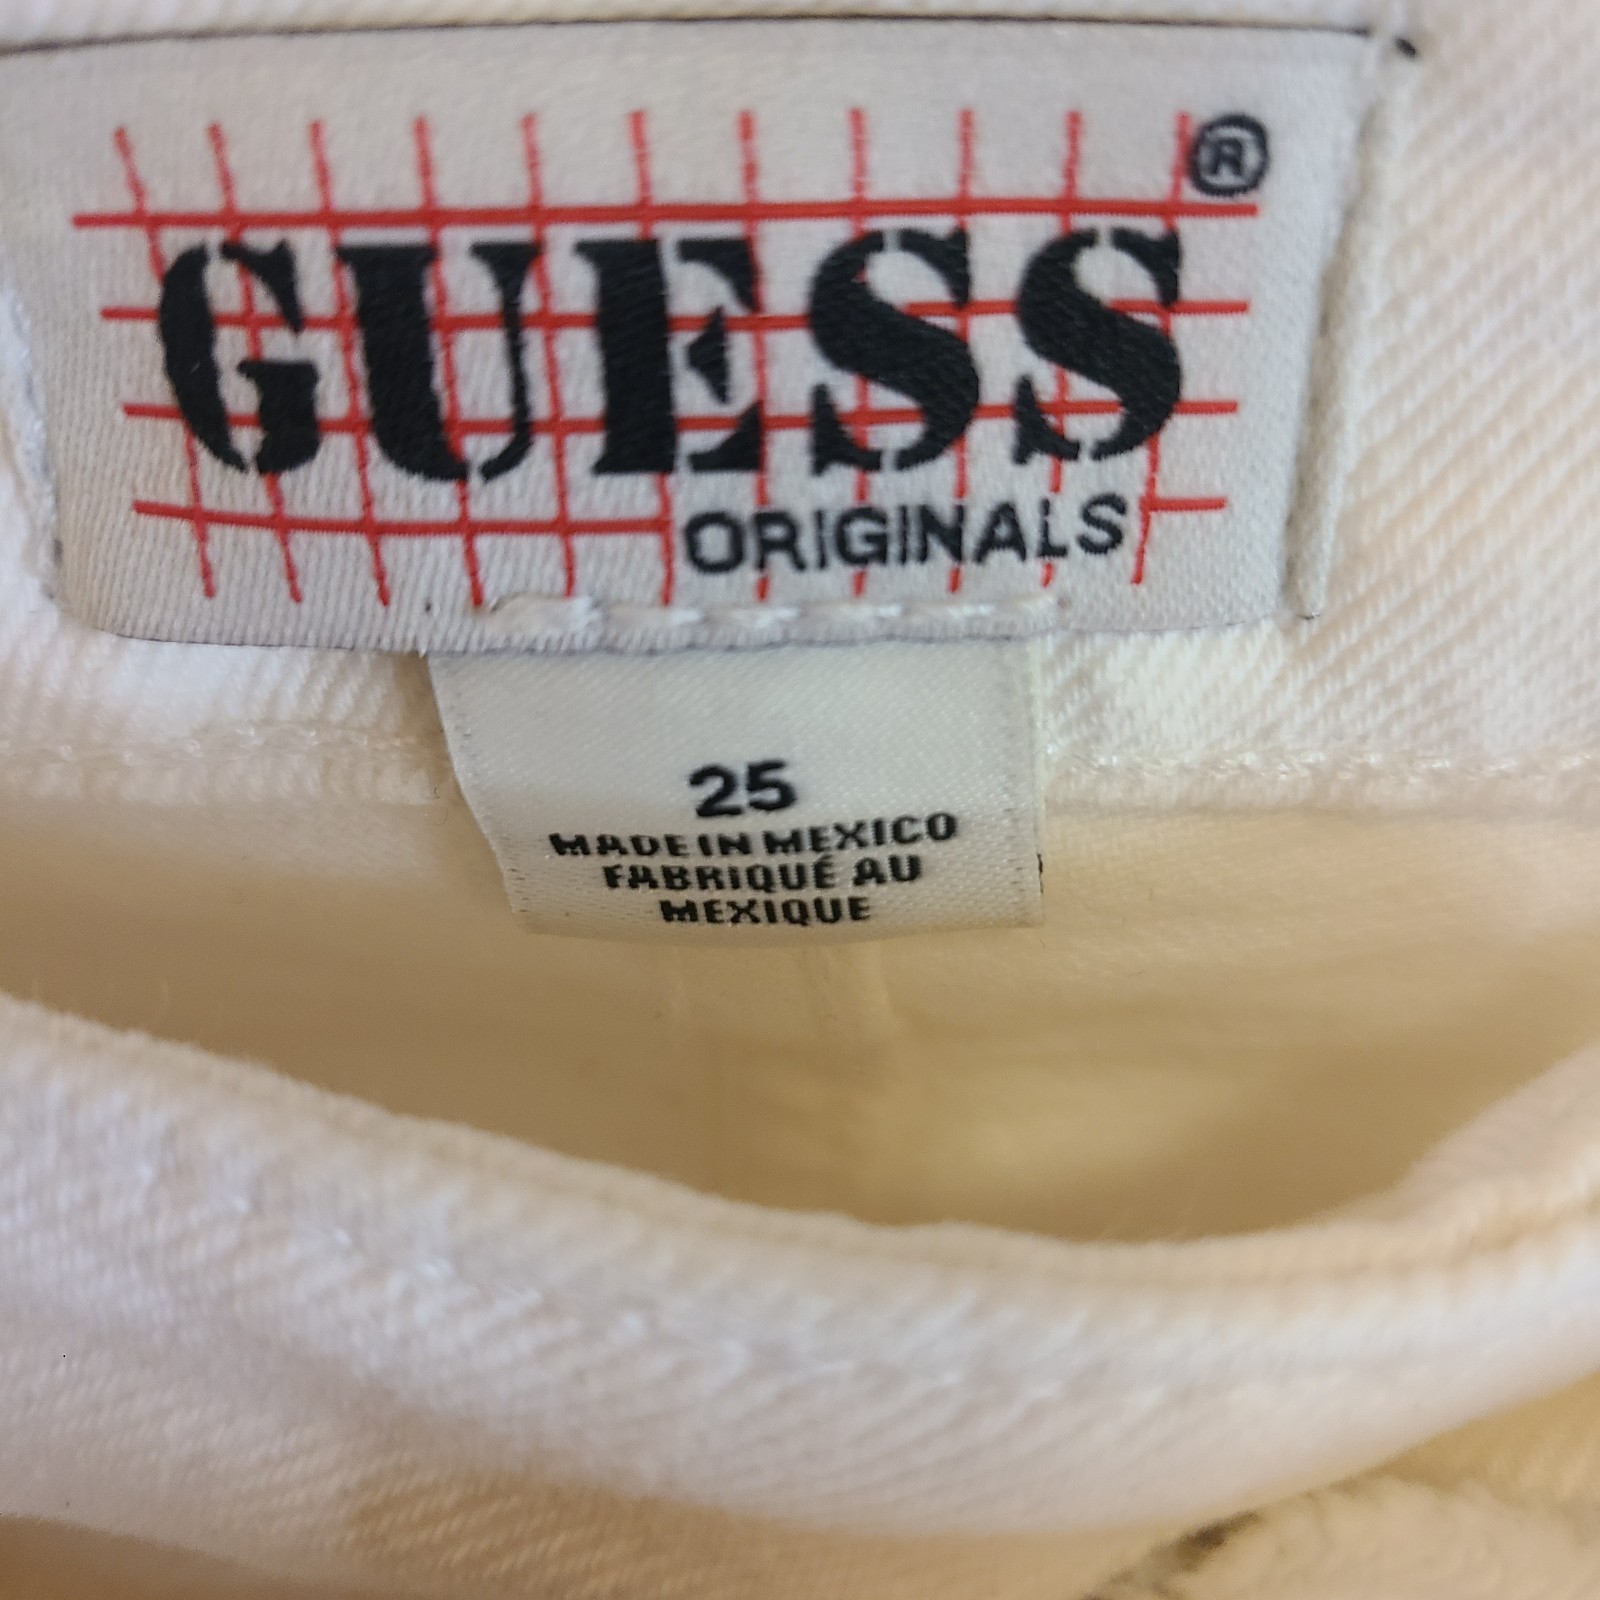 GUESS®
ORIGINALS
25
MADE IN MEXICO
FABRIQUÉ AU
MEXIQUE